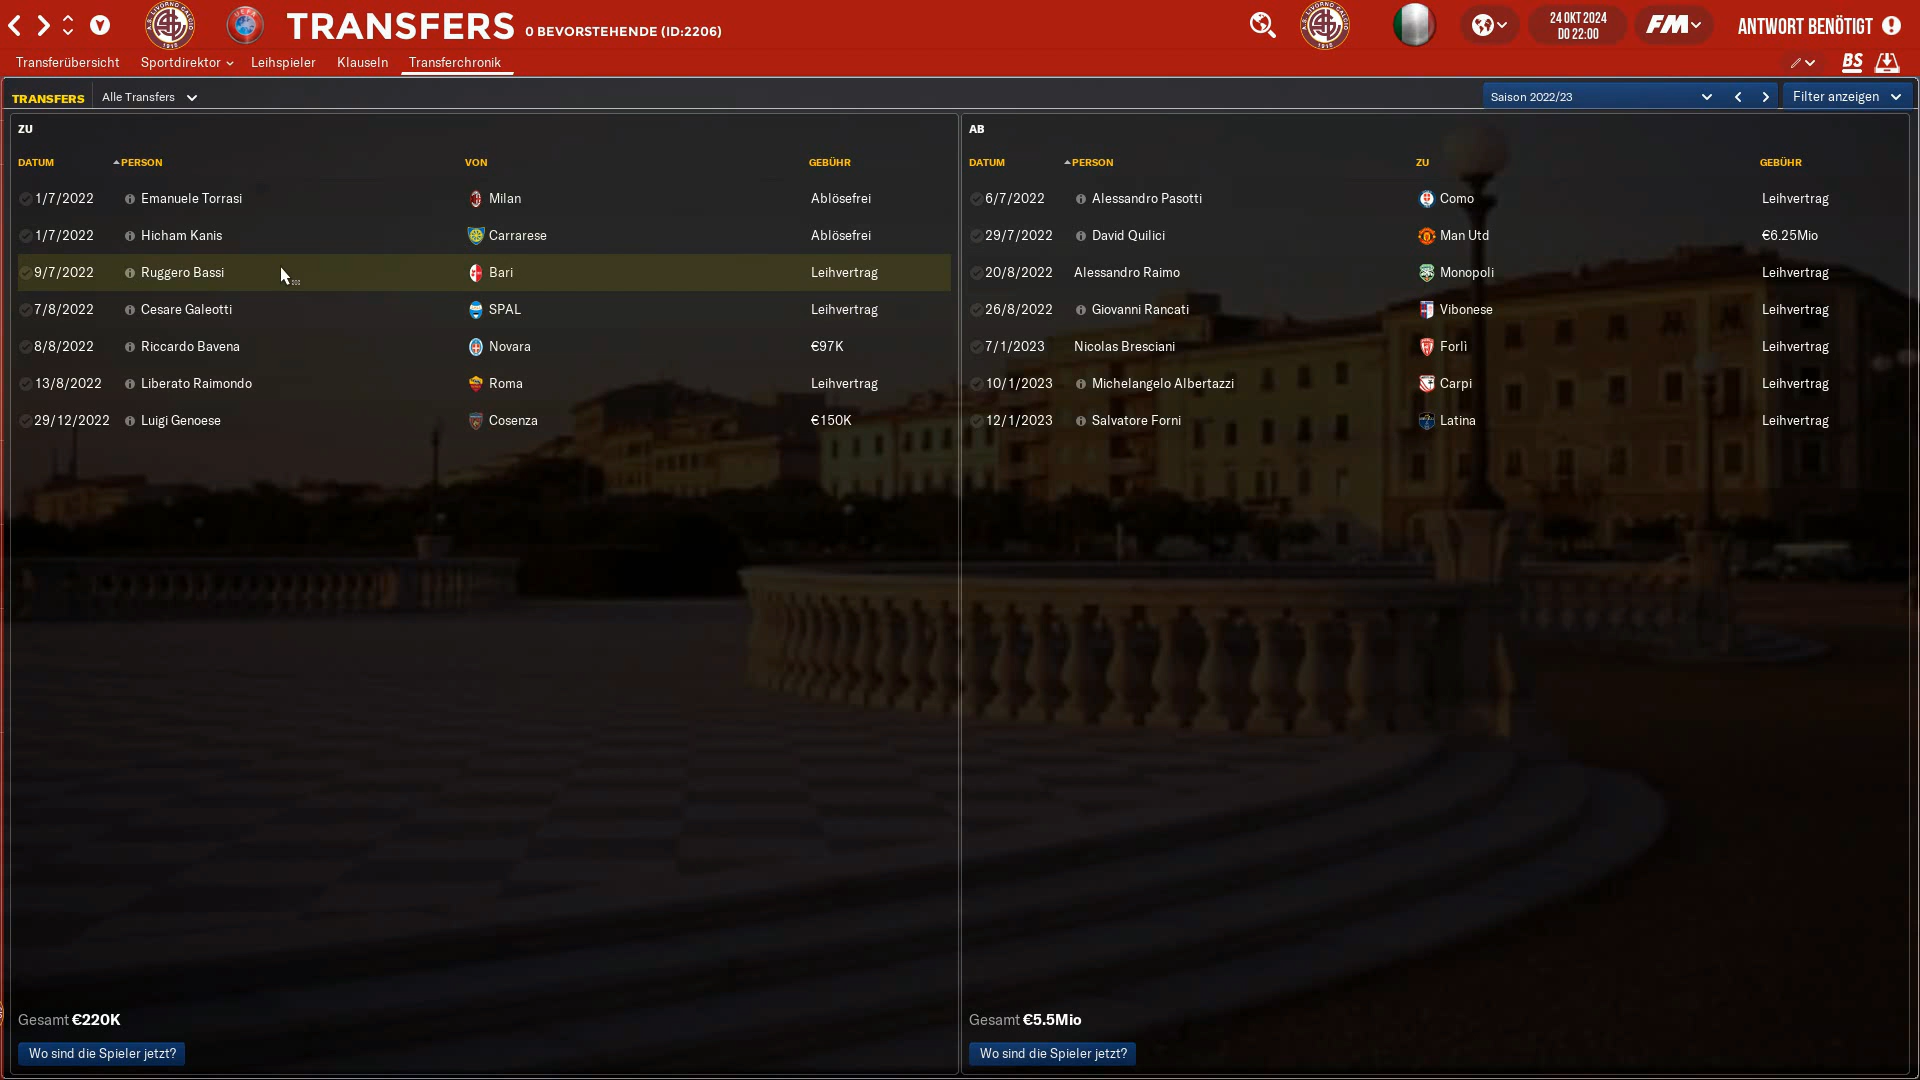 TRANSFERS 0 BEVORSTEHENDE (ID:2206)
24 OKT 2024
DO 22:00
FM
ANTWORT BENÖTIGT
Transferübersicht Sportdirektor Leihspieler Klauseln Transferchronik
BS
TRANSFERS Alle Transfers
Saison 2022/23 Filter anzeigen
ZU
DATUM PERSON VON GEBÜHR
1/7/2022 Emanuele Torrasi Milan Ablösefrei
1/7/2022 Hicham Kanis Carrarese Ablösefrei
9/7/2022 Ruggero Bassi Bari Leihvertrag
7/8/2022 Cesare Galeotti SPAL Leihvertrag
8/8/2022 Riccardo Bavena Novara €97K
13/8/2022 Liberato Raimondo Roma Leihvertrag
29/12/2022 Luigi Genoese Cosenza €150K
Gesamt €220K
Wo sind die Spieler jetzt?
AB
DATUM PERSON ZU GEBÜHR
6/7/2022 Alessandro Pasotti Como Leihvertrag
29/7/2022 David Quilici Man Utd €6.25Mio
20/8/2022 Alessandro Raimo Monopoli Leihvertrag
26/8/2022 Giovanni Rancati Vibonese Leihvertrag
7/1/2023 Nicolas Bresciani Forlì Leihvertrag
10/1/2023 Michelangelo Albertazzi Carpi Leihvertrag
12/1/2023 Salvatore Forni Latina Leihvertrag
Gesamt €5.5Mio
Wo sind die Spieler jetzt?